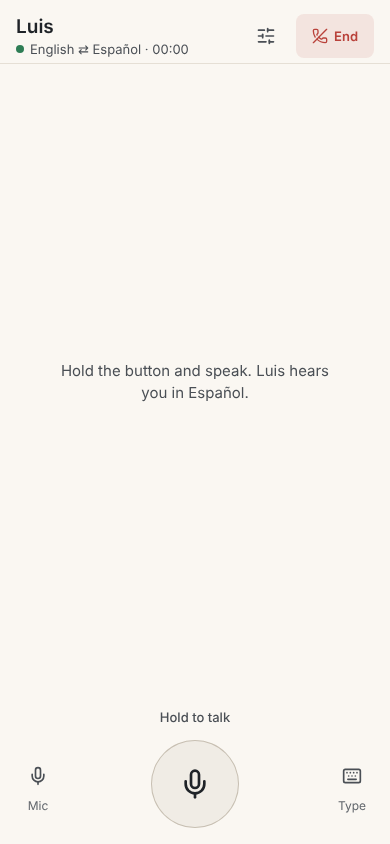 Luis
English ⇄ Español · 00:00
End
Hold the button and speak. Luis hears
you in Español.
Hold to talk
Mic
Type